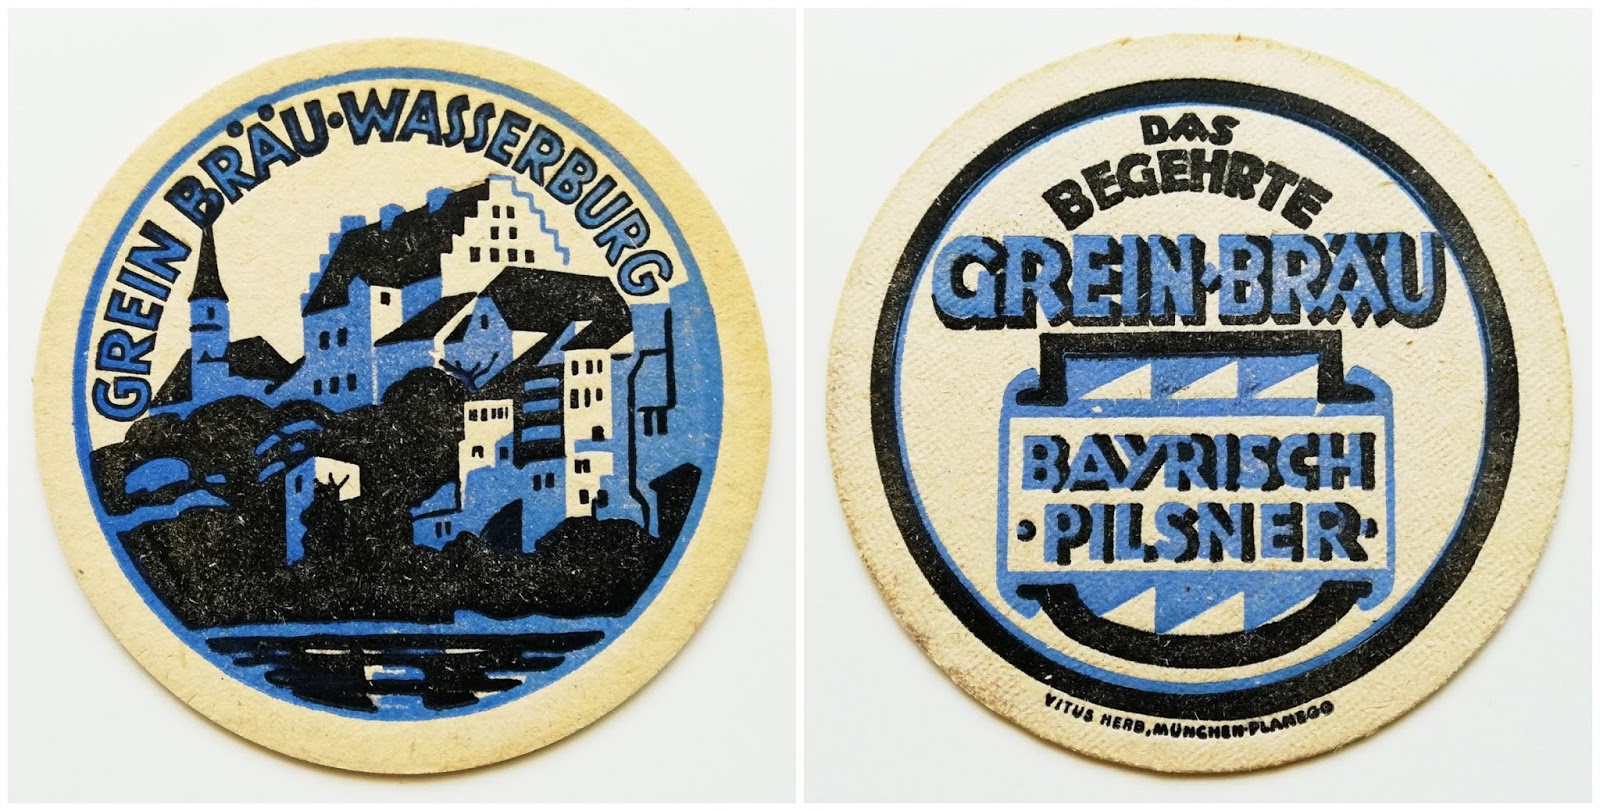 GREIN BRÄU·WASSERBURG
DAS
BEGEHRTE
GREIN·BRÄU
BAYRISCH
·PILSNER·
VITUS HERB, MÜNCHEN-PLANEGG